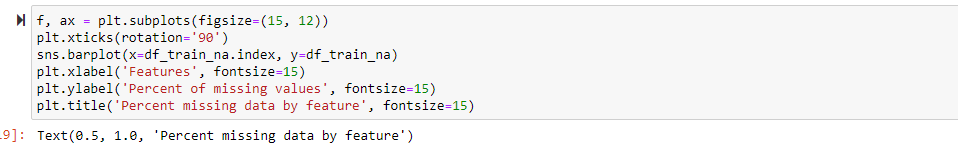 f, ax = plt.subplots(figsize=(15, 12))
plt.xticks(rotation='90')
sns.barplot(x=df_train_na.index, y=df_train_na)
plt.xlabel('Features', fontsize=15)
plt.ylabel('Percent of missing values', fontsize=15)
plt.title('Percent missing data by feature', fontsize=15)
9]: Text(0.5, 1.0, 'Percent missing data by feature')